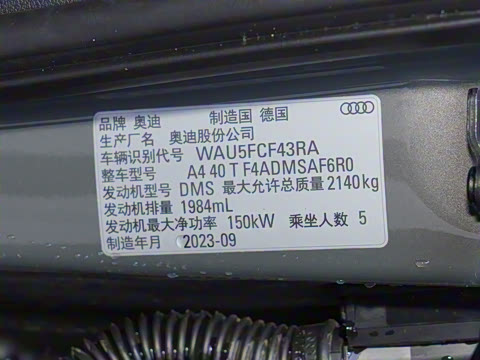 品牌 奥迪 制造国 德国
生产厂名 奥迪股份公司
车辆识别代号 WAU5FCF43RA
整车型号 A4 40 T F4ADMSAF6R0
发动机型号 DMS 最大允许总质量 2140kg
发动机排量 1984mL
发动机最大净功率 150kW 乘坐人数 5
制造年月 2023-09